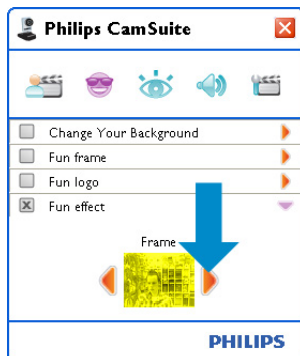 Philips CamSuite
Change Your Background
Fun frame
Fun logo
Fun effect
Frame
PHILIPS